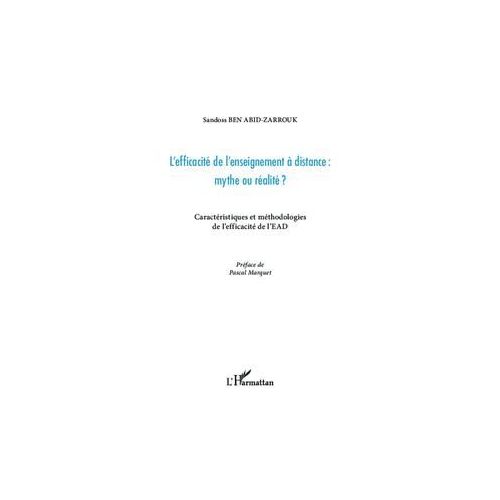 Sandoss BEN ABID-ZARROUK
L'efficacité de l'enseignement à distance :
mythe ou réalité ?
Caractéristiques et méthodologies
de l'efficacité de l'EAD
Préface de
Pascal Marquet
L'Harmattan